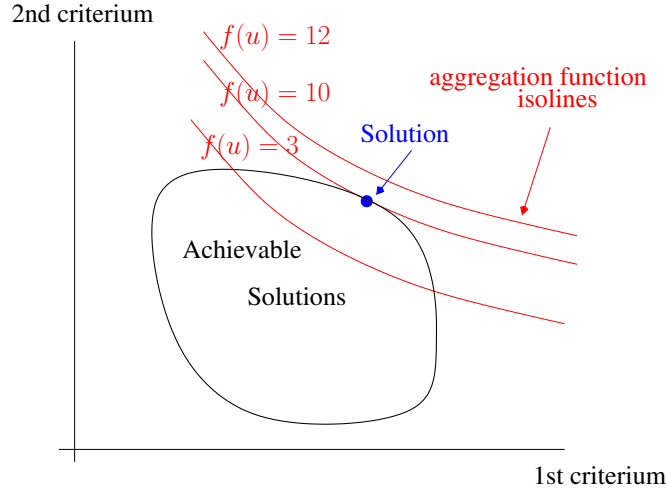 2nd criterium
f(u) = 12
aggregation function
isolines
f(u) = 10
Solution
f(u) = 3
Achievable
Solutions
1st criterium